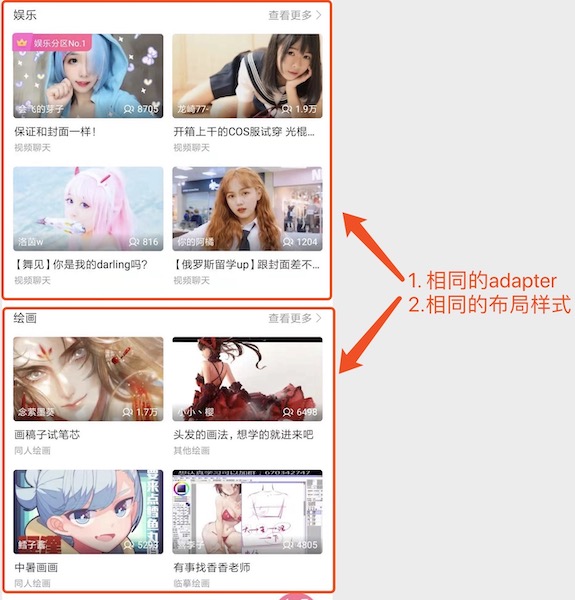 娱乐
查看更多
娱乐分区No.1
会飞的芽子
8705
龙崎77-
1.9万
保证和封面一样！
开箱上千的COS服试穿 光棍...
视频聊天
视频聊天
洛茵w
816
你的阿橘
1204
【舞见】你是我的darling吗?
【俄罗斯留学up】跟封面差不...
视频聊天
视频聊天
1. 相同的adapter
2.相同的布局样式
绘画
查看更多
念萦墨葵
1.7万
小小丶樱
6498
画稿子试笔芯
头发的画法，想学的就进来吧
同人绘画
其他绘画
要来点鳕鱼丸
鳕子酱
5293
4805
中暑画画
有事找香香老师
同人绘画
临摹绘画